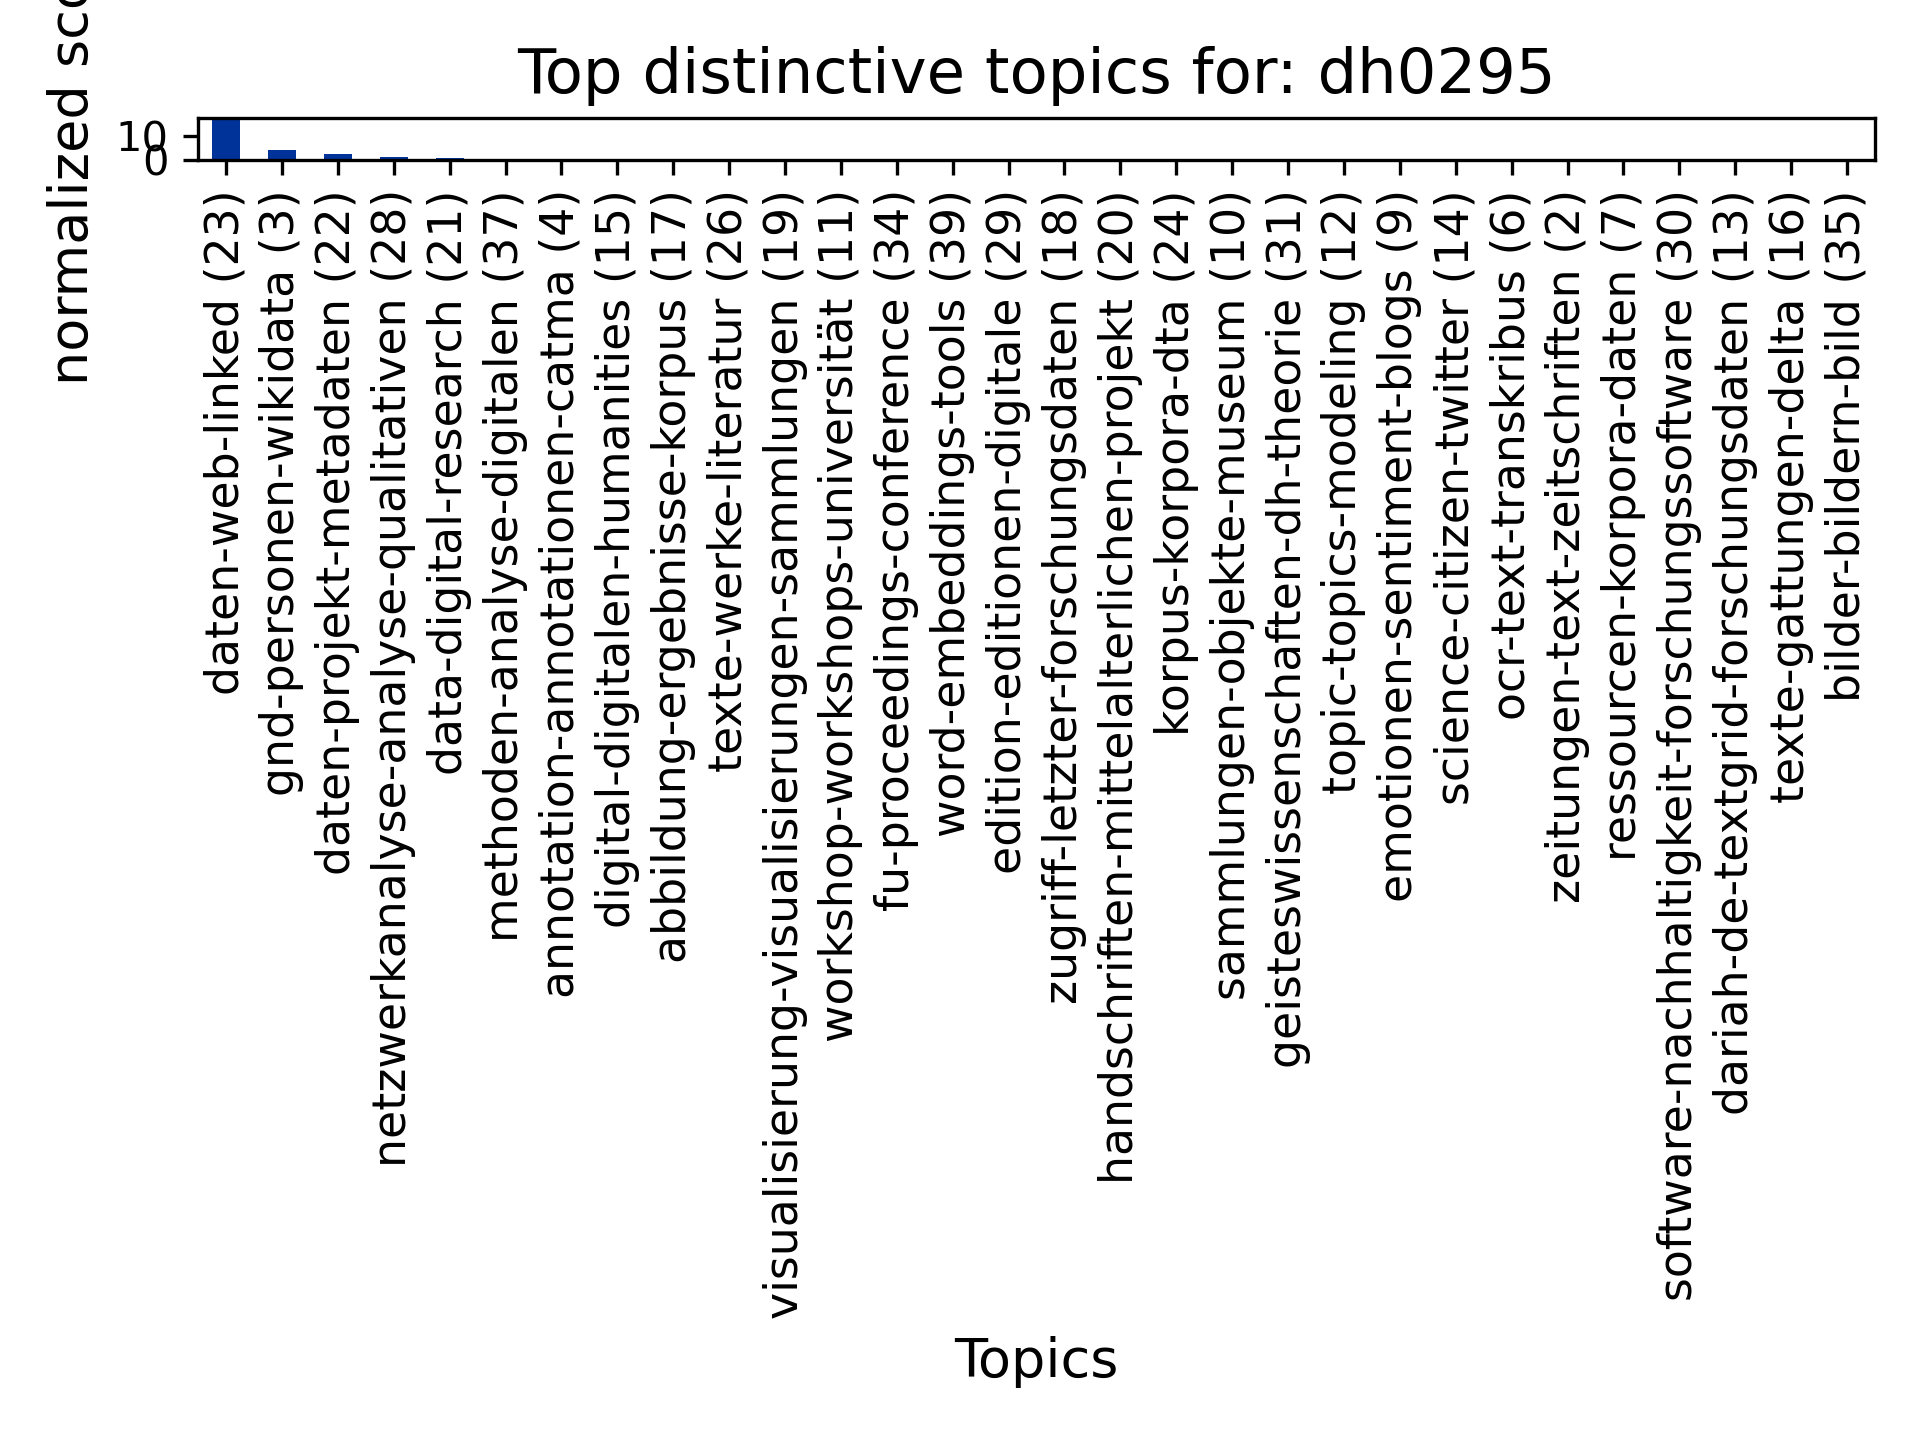 Top distinctive topics for: dh0295
normalized
10
0
daten-web-linked (23)
gnd-personen-wikidata (3)
daten-projekt-metadaten (22)
netzwerkanalyse-analyse-qualitativen (28)
data-digital-research (21)
methoden-analyse-digitalen (37)
annotation-annotationen-catma (4)
digital-digitalen-humanities (15)
abbildung-ergebnisse-korpus (17)
texte-werke-literatur (26)
visualisierung-visualisierungen-sammlungen (19)
workshop-workshops-universität (11)
fu-proceedings-conference (34)
word-embeddings-tools (39)
edition-editionen-digitale (29)
zugriff-letzter-forschungsdaten (18)
handschriften-mittelalterlichen-projekt (20)
korpus-korpora-dta (24)
sammlungen-objekte-museum (10)
geisteswissenschaften-dh-theorie (31)
topic-topics-modeling (12)
emotionen-sentiment-blogs (9)
science-citizen-twitter (14)
ocr-text-transkribus (6)
zeitungen-text-zeitschriften (2)
ressourcen-korpora-daten (7)
software-nachhaltigkeit-forschungssoftware (30)
dariah-de-textgrid-forschungsdaten (13)
texte-gattungen-delta (16)
bilder-bildern-bild (35)
Topics